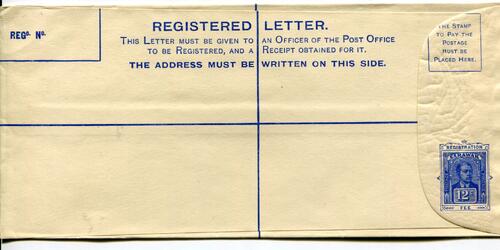 REGD. No.
REGISTERED LETTER.
THIS LETTER MUST BE GIVEN TO AN OFFICER OF THE POST OFFICE
TO BE REGISTERED, AND A RECEIPT OBTAINED FOR IT.
THE ADDRESS MUST BE WRITTEN ON THIS SIDE.
THE STAMP
TO PAY THE
POSTAGE
MUST BE
PLACED HERE.
REGISTRATION
SARAWAK
12
FEE